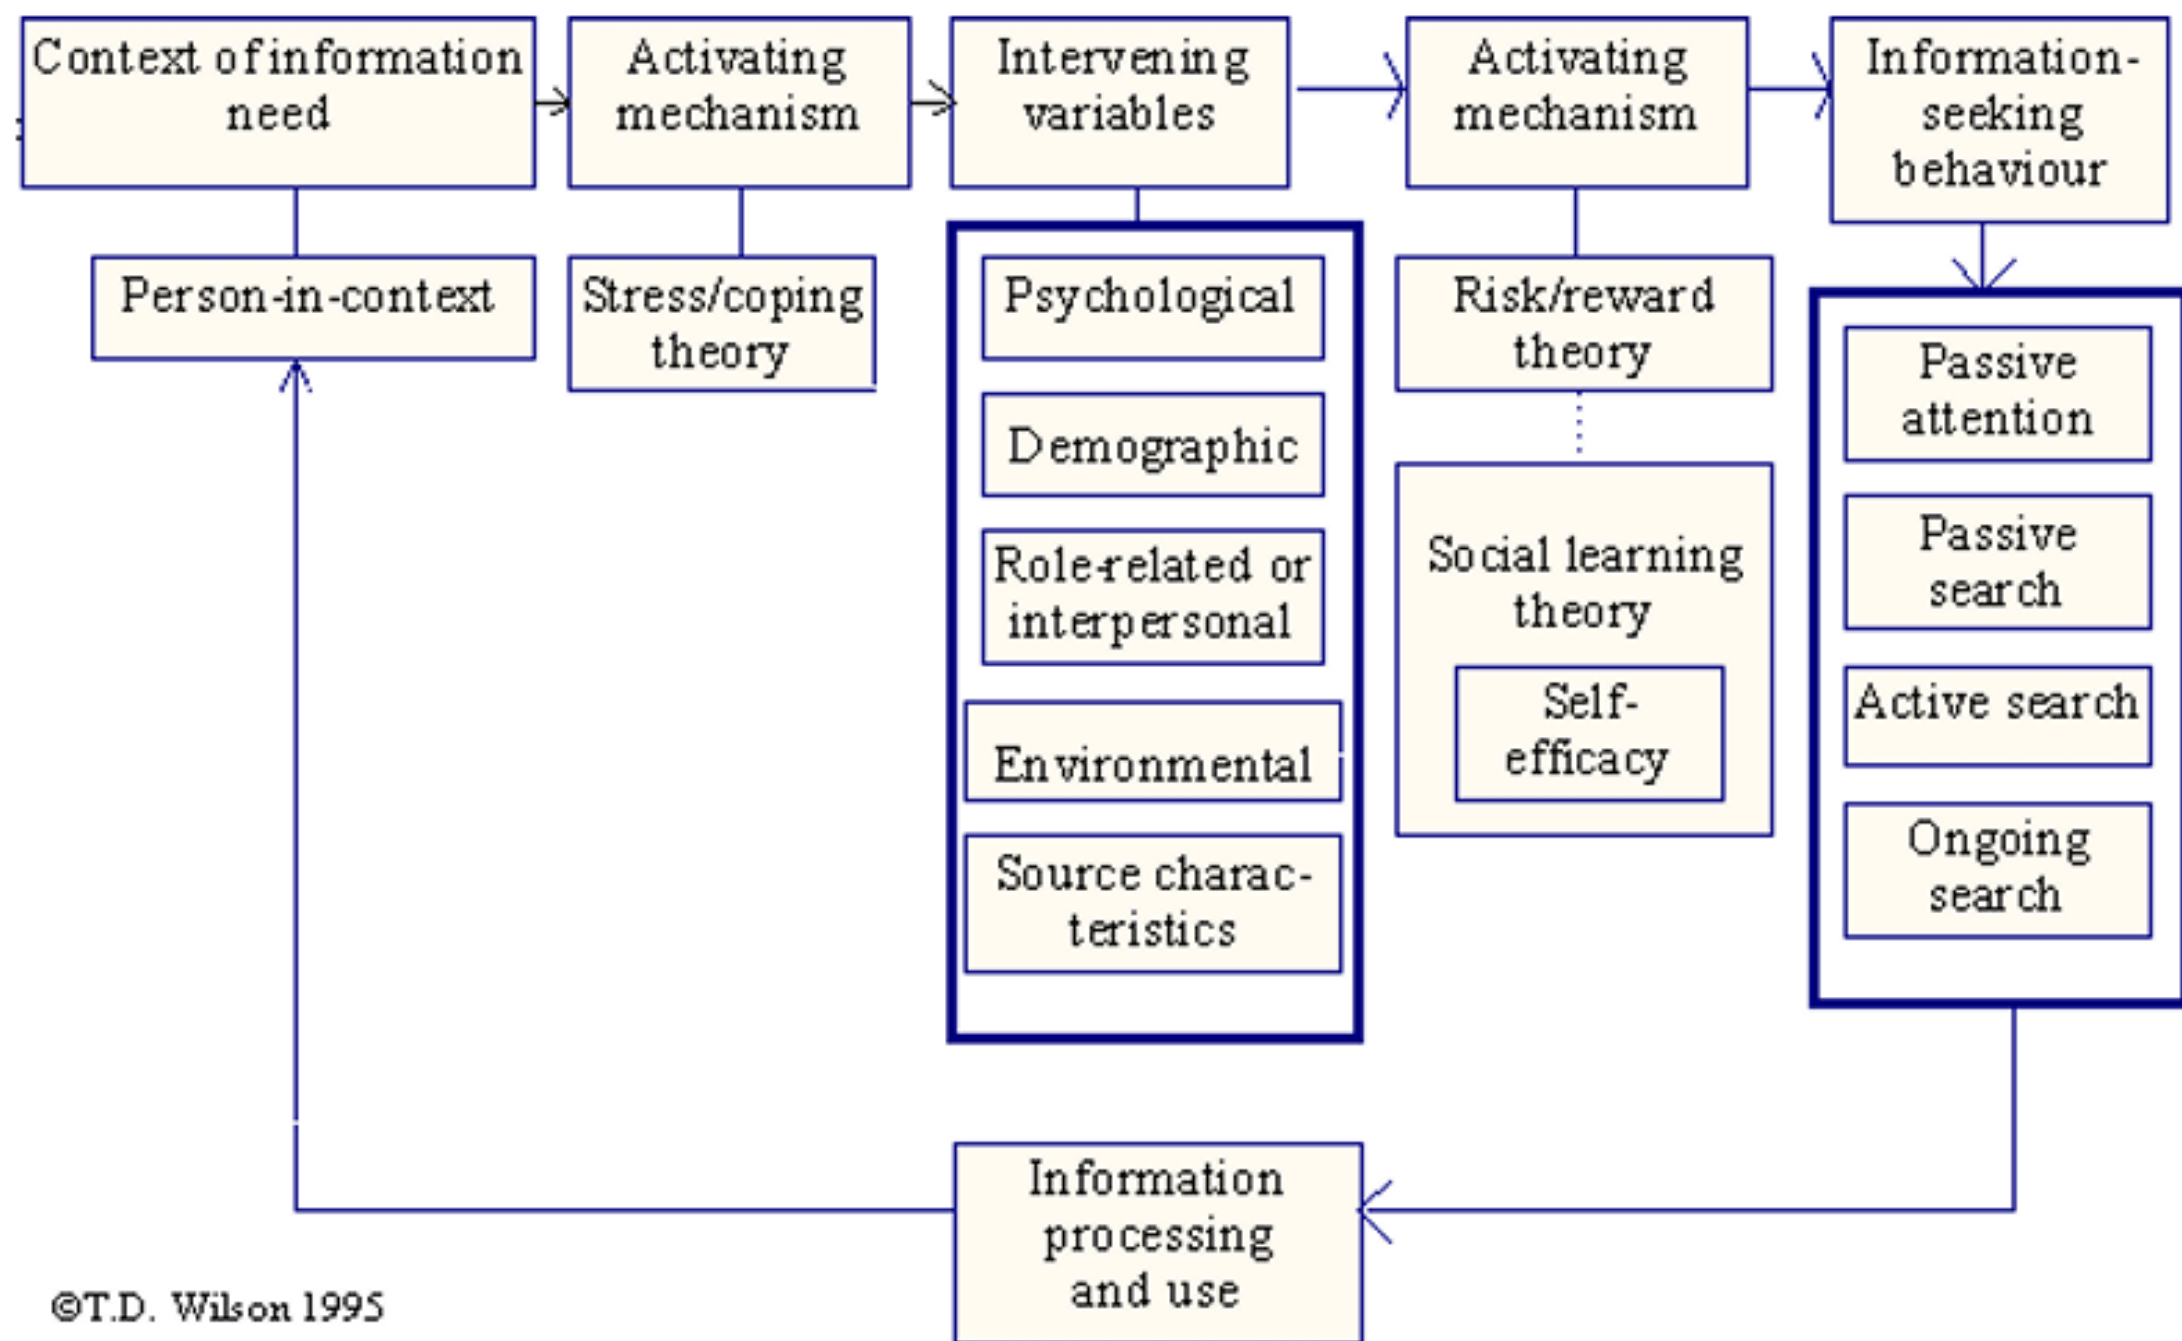 Context of information
need
Activating
mechanism
Intervening
variables
Activating
mechanism
Information-
seeking
behaviour
Person-in-context
Stress/coping
theory
Psychological
Demographic
Role-related or
interpersonal
Environmental
Source charac-
teristics
Risk/reward
theory
Social learning
theory
Self-
efficacy
Passive
attention
Passive
search
Active search
Ongoing
search
Information
processing
and use
©T.D. Wilson 1995